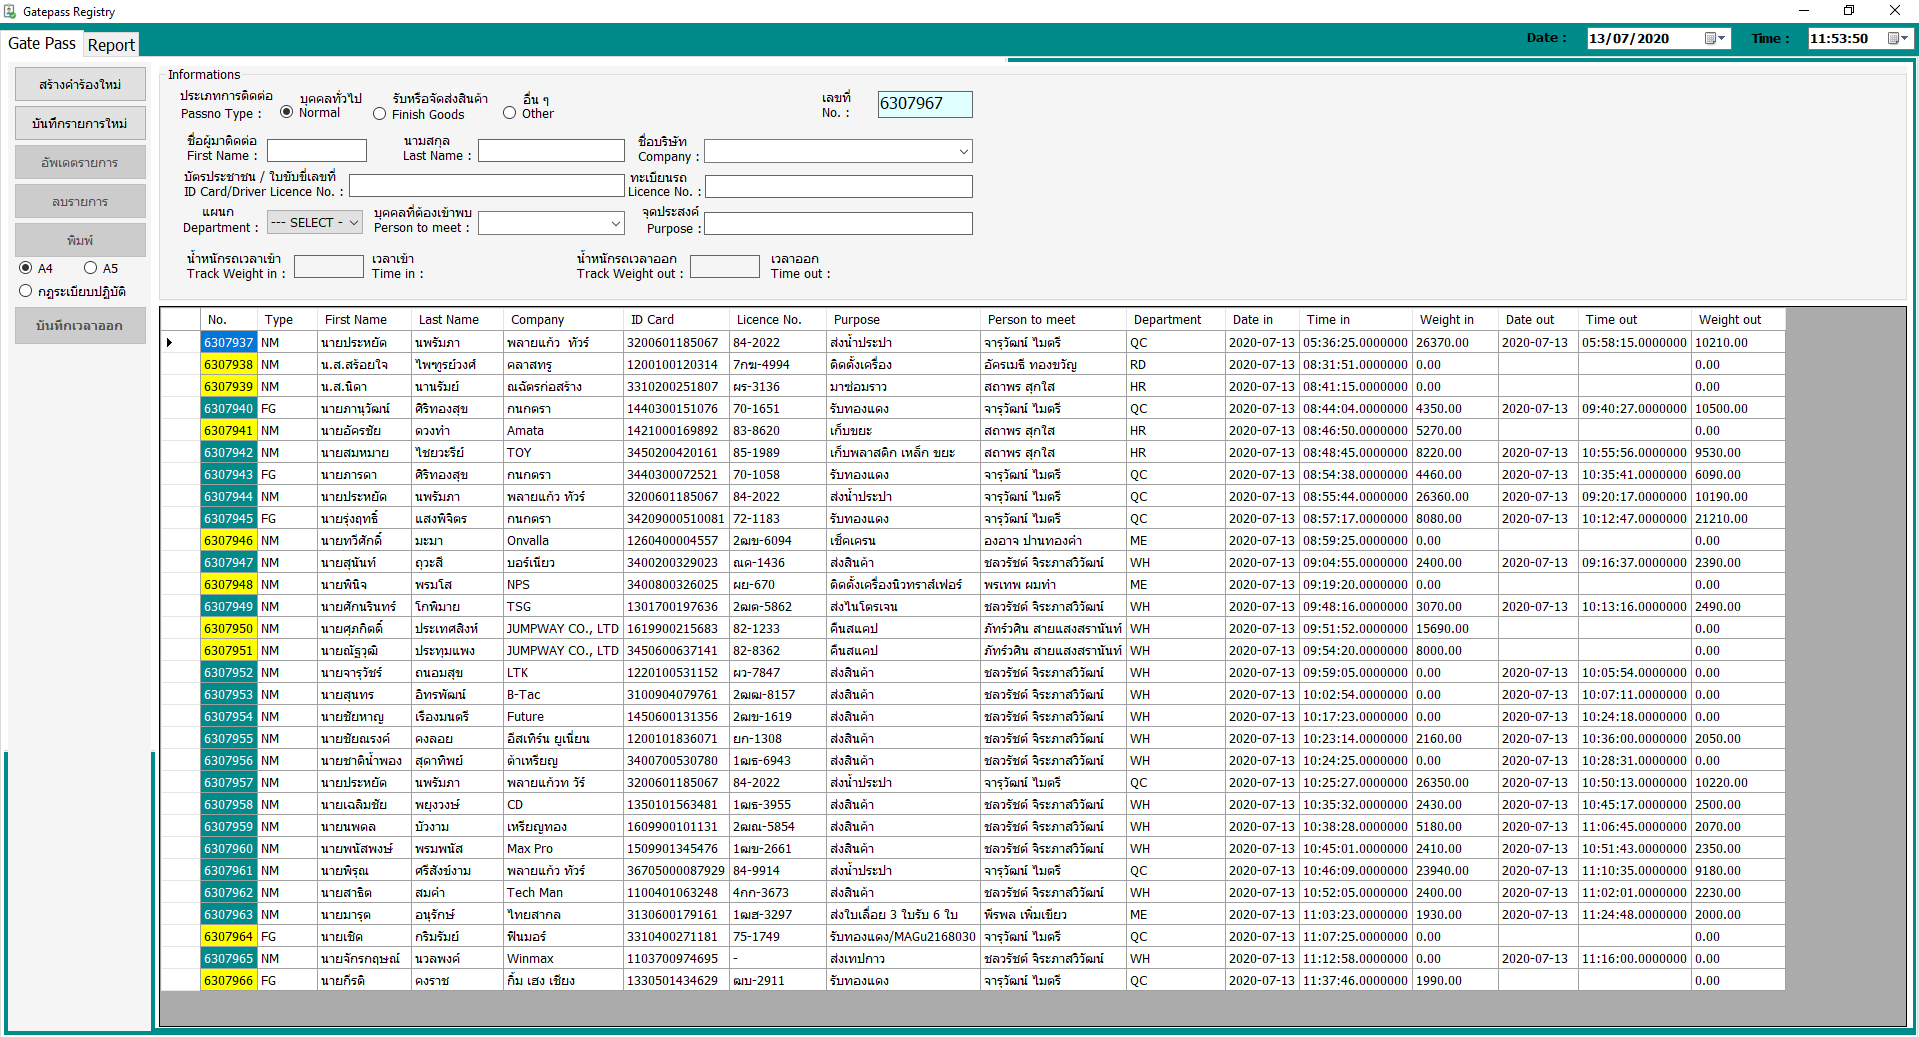 Gatepass Registry
Gate Pass Report Date : 13/07/2020 Time : 11:53:50
สร้างคำร้องใหม่
บันทึกรายการใหม่
อัพเดตรายการ
ลบรายการ
พิมพ์
A4 A5
กฎระเบียบปฏิบัติ
บันทึกเวลาออก
Informations
ประเภทการติดต่อ บุคคลทั่วไป รับหรือจัดส่งสินค้า อื่น ๆ เลขที่
Passno Type : Normal Finish Goods Other No. : 6307967
ชื่อผู้มาติดต่อ นามสกุล ชื่อบริษัท
First Name : Last Name : Company :
บัตรประชาชน / ใบขับขี่เลขที่ ทะเบียนรถ
ID Card/Driver Licence No. : Licence No. :
แผนก บุคคลที่ต้องเข้าพบ จุดประสงค์
Department : --- SELECT - Person to meet : Purpose :
น้ำหนักรถเวลาเข้า เวลาเข้า น้ำหนักรถเวลาออก เวลาออก
Track Weight in : Time in : Track Weight out : Time out :
No. Type First Name Last Name Company ID Card Licence No. Purpose Person to meet Department Date in Time in Weight in Date out Time out Weight out
6307937 NM นายประหยัด นพรัมภา พลายแก้ว ทัวร์ 3200601185067 84-2022 ส่งน้ำประปา จารุวัฒน์ ไมตรี QC 2020-07-13 05:36:25.0000000 26370.00 2020-07-13 05:58:15.0000000 10210.00
6307938 NM น.ส.สร้อยใจ ไพฑูรย์วงศ์ คลาสทรู 1200100120314 7กฆ-4994 ติดตั้งเครื่อง อัครเมธี ทองขวัญ RD 2020-07-13 08:31:51.0000000 0.00 0.00
6307939 NM น.ส.นิดา นานรัมย์ ณฉัตรก่อสร้าง 3310200251807 ผร-3136 มาซ่อมราว สถาพร สุกใส HR 2020-07-13 08:41:15.0000000 0.00 0.00
6307940 FG นายภานุวัฒน์ ศิริทองสุข กนกตรา 1440300151076 70-1651 รับทองแดง จารุวัฒน์ ไมตรี QC 2020-07-13 08:44:04.0000000 4350.00 2020-07-13 09:40:27.0000000 10500.00
6307941 NM นายอัครชัย ดวงทำ Amata 1421000169892 83-8620 เก็บขยะ สถาพร สุกใส HR 2020-07-13 08:46:50.0000000 5270.00 0.00
6307942 NM นายสมหมาย ไชยวะรีย์ TOY 3450200420161 85-1989 เก็บพลาสติก เหล็ก ขยะ สถาพร สุกใส HR 2020-07-13 08:48:45.0000000 8220.00 2020-07-13 10:55:56.0000000 9530.00
6307943 FG นายภารดา ศิริทองสุข กนกตรา 3440300072521 70-1058 รับทองแดง จารุวัฒน์ ไมตรี QC 2020-07-13 08:54:38.0000000 4460.00 2020-07-13 10:35:41.0000000 6090.00
6307944 NM นายประหยัด นพรัมภา พลายแก้ว ทัวร์ 3200601185067 84-2022 ส่งน้ำประปา จารุวัฒน์ ไมตรี QC 2020-07-13 08:55:44.0000000 26360.00 2020-07-13 09:20:17.0000000 10190.00
6307945 FG นายรุ่งฤทธิ์ แสงพิจิตร กนกตรา 34209000510081 72-1183 รับทองแดง จารุวัฒน์ ไมตรี QC 2020-07-13 08:57:17.0000000 8080.00 2020-07-13 10:12:47.0000000 21210.00
6307946 NM นายทวีศักดิ์ มะมา Onvalla 1260400004557 2ฒข-6094 เช็คเครน องอาจ ปานทองคำ ME 2020-07-13 08:59:25.0000000 0.00 0.00
6307947 NM นายสุนันท์ ฤวะสี บอร์เนียว 3400200329023 ณค-1436 ส่งสินค้า ชลวรัชต์ จิระภาสวิวัฒน์ WH 2020-07-13 09:04:55.0000000 2400.00 2020-07-13 09:16:37.0000000 2390.00
6307948 NM นายพินิจ พรมโส NPS 3400800326025 ผย-670 ติดตั้งเครื่องนิวทราส์เฟอร์ พรเทพ ผมทำ ME 2020-07-13 09:19:20.0000000 0.00 0.00
6307949 NM นายศักนรินทร์ โกพิมาย TSG 1301700197636 2ฒต-5862 ส่งไนโตรเจน ชลวรัชต์ จิระภาสวิวัฒน์ WH 2020-07-13 09:48:16.0000000 3070.00 2020-07-13 10:13:16.0000000 2490.00
6307950 NM นายศุภกิตติ์ ประเทศสิงห์ JUMPWAY CO., LTD 1619900215683 82-1233 คืนสแคป ภัทร์วศิน สายแสงสรานันท์ WH 2020-07-13 09:51:52.0000000 15690.00 0.00
6307951 NM นายณัฐวุฒิ ประทุมแพง JUMPWAY CO., LTD 3450600637141 82-8362 คืนสแคป ภัทร์วศิน สายแสงสรานันท์ WH 2020-07-13 09:54:20.0000000 8000.00 0.00
6307952 NM นายจารุวัชร์ ถนอมสุข LTK 1220100531152 ผว-7847 ส่งสินค้า ชลวรัชต์ จิระภาสวิวัฒน์ WH 2020-07-13 09:59:05.0000000 0.00 2020-07-13 10:05:54.0000000 0.00
6307953 NM นายสุนทร อิทรพัฒน์ B-Tac 3100904079761 2ฒฒ-8157 ส่งสินค้า ชลวรัชต์ จิระภาสวิวัฒน์ WH 2020-07-13 10:02:54.0000000 0.00 2020-07-13 10:07:11.0000000 0.00
6307954 NM นายชัยหาญ เรืองมนตรี Future 1450600131356 2ฒข-1619 ส่งสินค้า ชลวรัชต์ จิระภาสวิวัฒน์ WH 2020-07-13 10:17:23.0000000 0.00 2020-07-13 10:24:18.0000000 0.00
6307955 NM นายชัยณรงค์ คงลอย อีสเทิร์น ยูเนี่ยน 1200101836071 ยก-1308 ส่งสินค้า ชลวรัชต์ จิระภาสวิวัฒน์ WH 2020-07-13 10:23:14.0000000 2160.00 2020-07-13 10:36:00.0000000 2050.00
6307956 NM นายชาติน้ำพอง สุดาทิพย์ ต้าเหรียญ 3400700530780 1ฒธ-6943 ส่งสินค้า ชลวรัชต์ จิระภาสวิวัฒน์ WH 2020-07-13 10:24:25.0000000 0.00 2020-07-13 10:28:31.0000000 0.00
6307957 NM นายประหยัด นพรัมภา พลายแก้วท วัร์ 3200601185067 84-2022 ส่งน้ำประปา จารุวัฒน์ ไมตรี QC 2020-07-13 10:25:27.0000000 26350.00 2020-07-13 10:50:13.0000000 10220.00
6307958 NM นายเฉลิมชัย พยุงวงษ์ CD 1350101563481 1ฒธ-3955 ส่งสินค้า ชลวรัชต์ จิระภาสวิวัฒน์ WH 2020-07-13 10:35:32.0000000 2430.00 2020-07-13 10:45:17.0000000 2500.00
6307959 NM นายนพดล บัวงาม เหรียญทอง 1609900101131 2ฒณ-5854 ส่งสินค้า ชลวรัชต์ จิระภาสวิวัฒน์ WH 2020-07-13 10:38:28.0000000 5180.00 2020-07-13 11:06:45.0000000 2070.00
6307960 NM นายพนัสพงษ์ พรมพนัส Max Pro 1509901345476 1ฒข-2661 ส่งสินค้า ชลวรัชต์ จิระภาสวิวัฒน์ WH 2020-07-13 10:45:01.0000000 2410.00 2020-07-13 10:51:43.0000000 2350.00
6307961 NM นายพิรุณ ศรีสังข์งาม พลายแก้ว ทัวร์ 36705000087929 84-9914 ส่งน้ำประปา จารุวัฒน์ ไมตรี QC 2020-07-13 10:46:09.0000000 23940.00 2020-07-13 11:10:35.0000000 9180.00
6307962 NM นายสาธิต สมคำ Tech Man 1100401063248 4กก-3673 ส่งสินค้า ชลวรัชต์ จิระภาสวิวัฒน์ WH 2020-07-13 10:52:05.0000000 2400.00 2020-07-13 11:02:01.0000000 2230.00
6307963 NM นายมารุต อนุรักษ์ ไทยสากล 3130600179161 1ฒฮ-3297 ส่งใบเลื่อย 3 ใบรับ 6 ใบ พีรพล เพิ่มเขียว ME 2020-07-13 11:03:23.0000000 1930.00 2020-07-13 11:24:48.0000000 2000.00
6307964 FG นายเชิด กริมรัมย์ ฟินมอร์ 3310400271181 75-1749 รับทองแดง/MAGu2168030 จารุวัฒน์ ไมตรี QC 2020-07-13 11:07:25.0000000 0.00 0.00
6307965 NM นายจักรกฤษณ์ นวลพงค์ Winmax 1103700974695 - ส่งเทปกาว ชลวรัชต์ จิระภาสวิวัฒน์ WH 2020-07-13 11:12:58.0000000 0.00 2020-07-13 11:16:00.0000000 0.00
6307966 FG นายกีรติ คงราช กิ้ม เฮง เชียง 1330501434629 ฒบ-2911 รับทองแดง จารุวัฒน์ ไมตรี QC 2020-07-13 11:37:46.0000000 1990.00 0.00